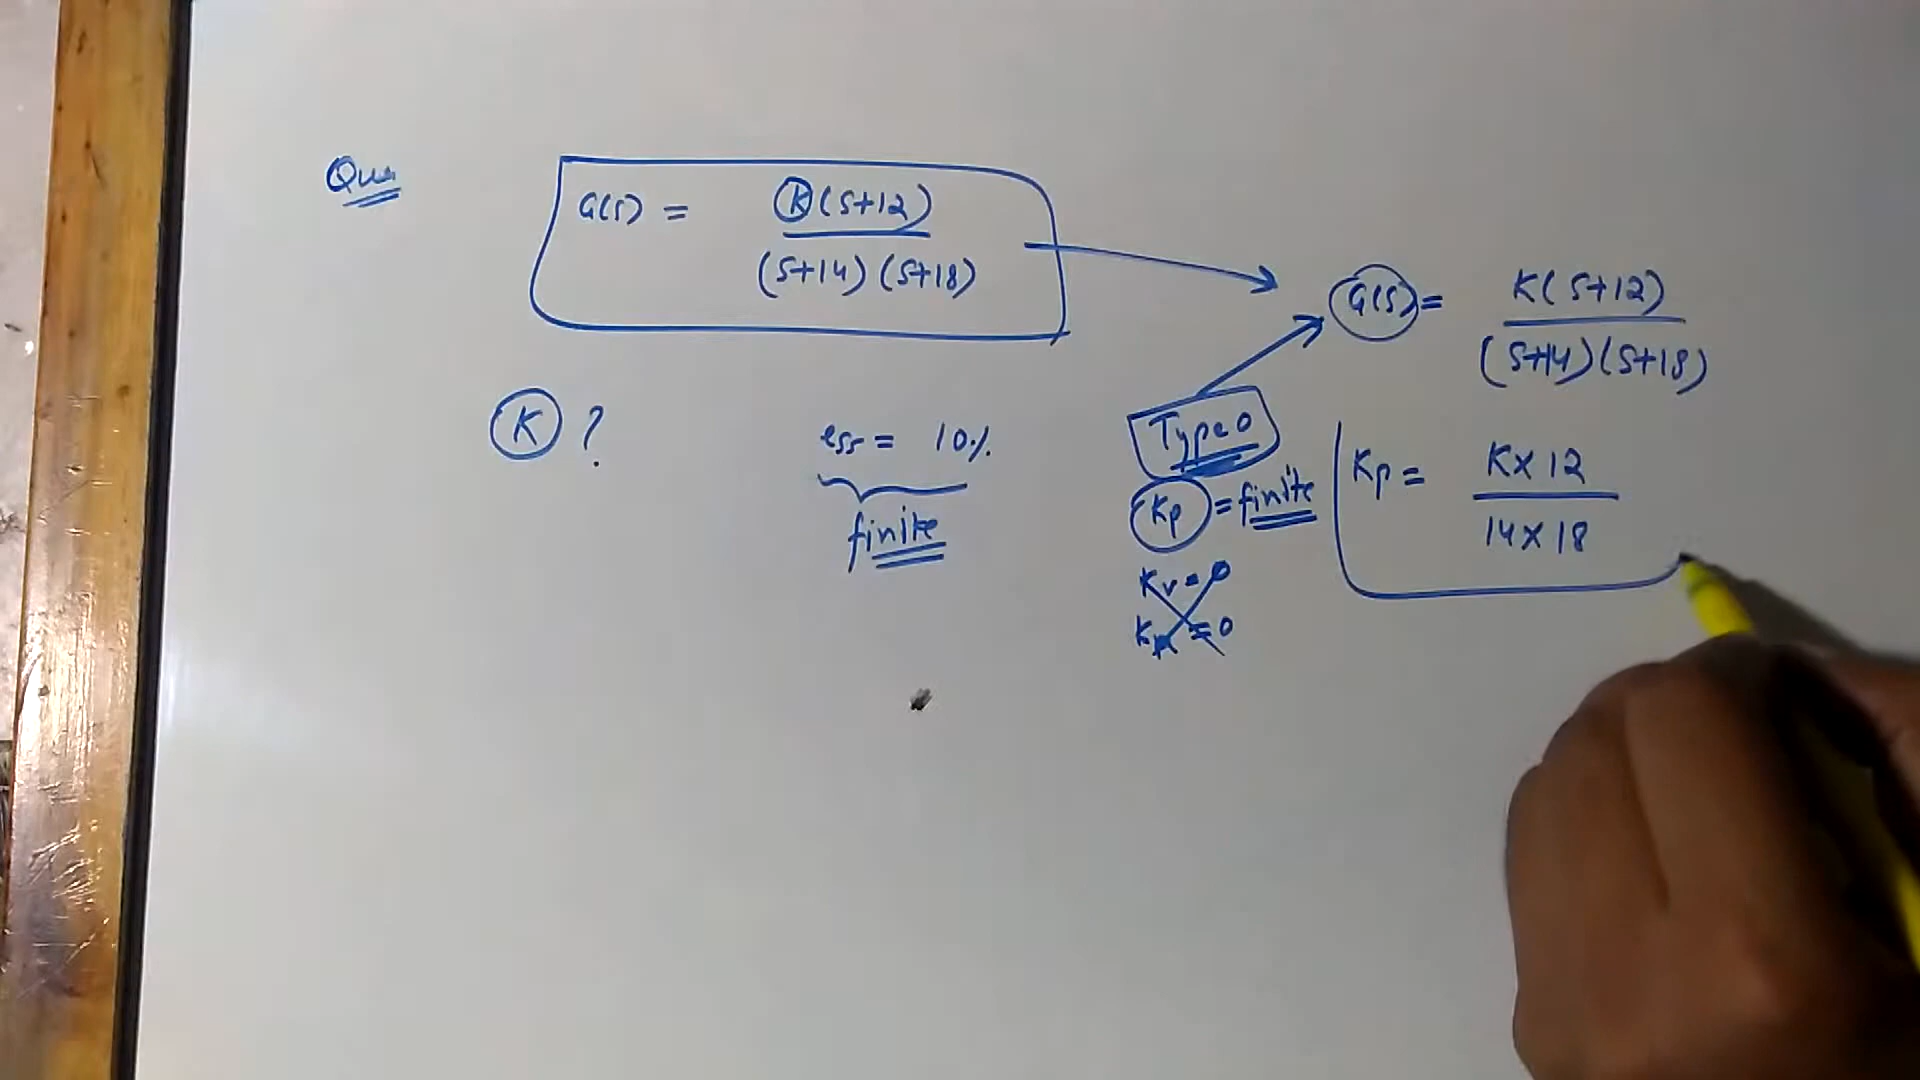 Que
G(s) = K(s+12)
(s+14)(s+18)
K ?
ess = 10%
finite
G(s) = K(s+12)
(s+14)(s+18)
Type 0
Kp = finite
Kv = 0
= 0
Kp = K×12
14×18